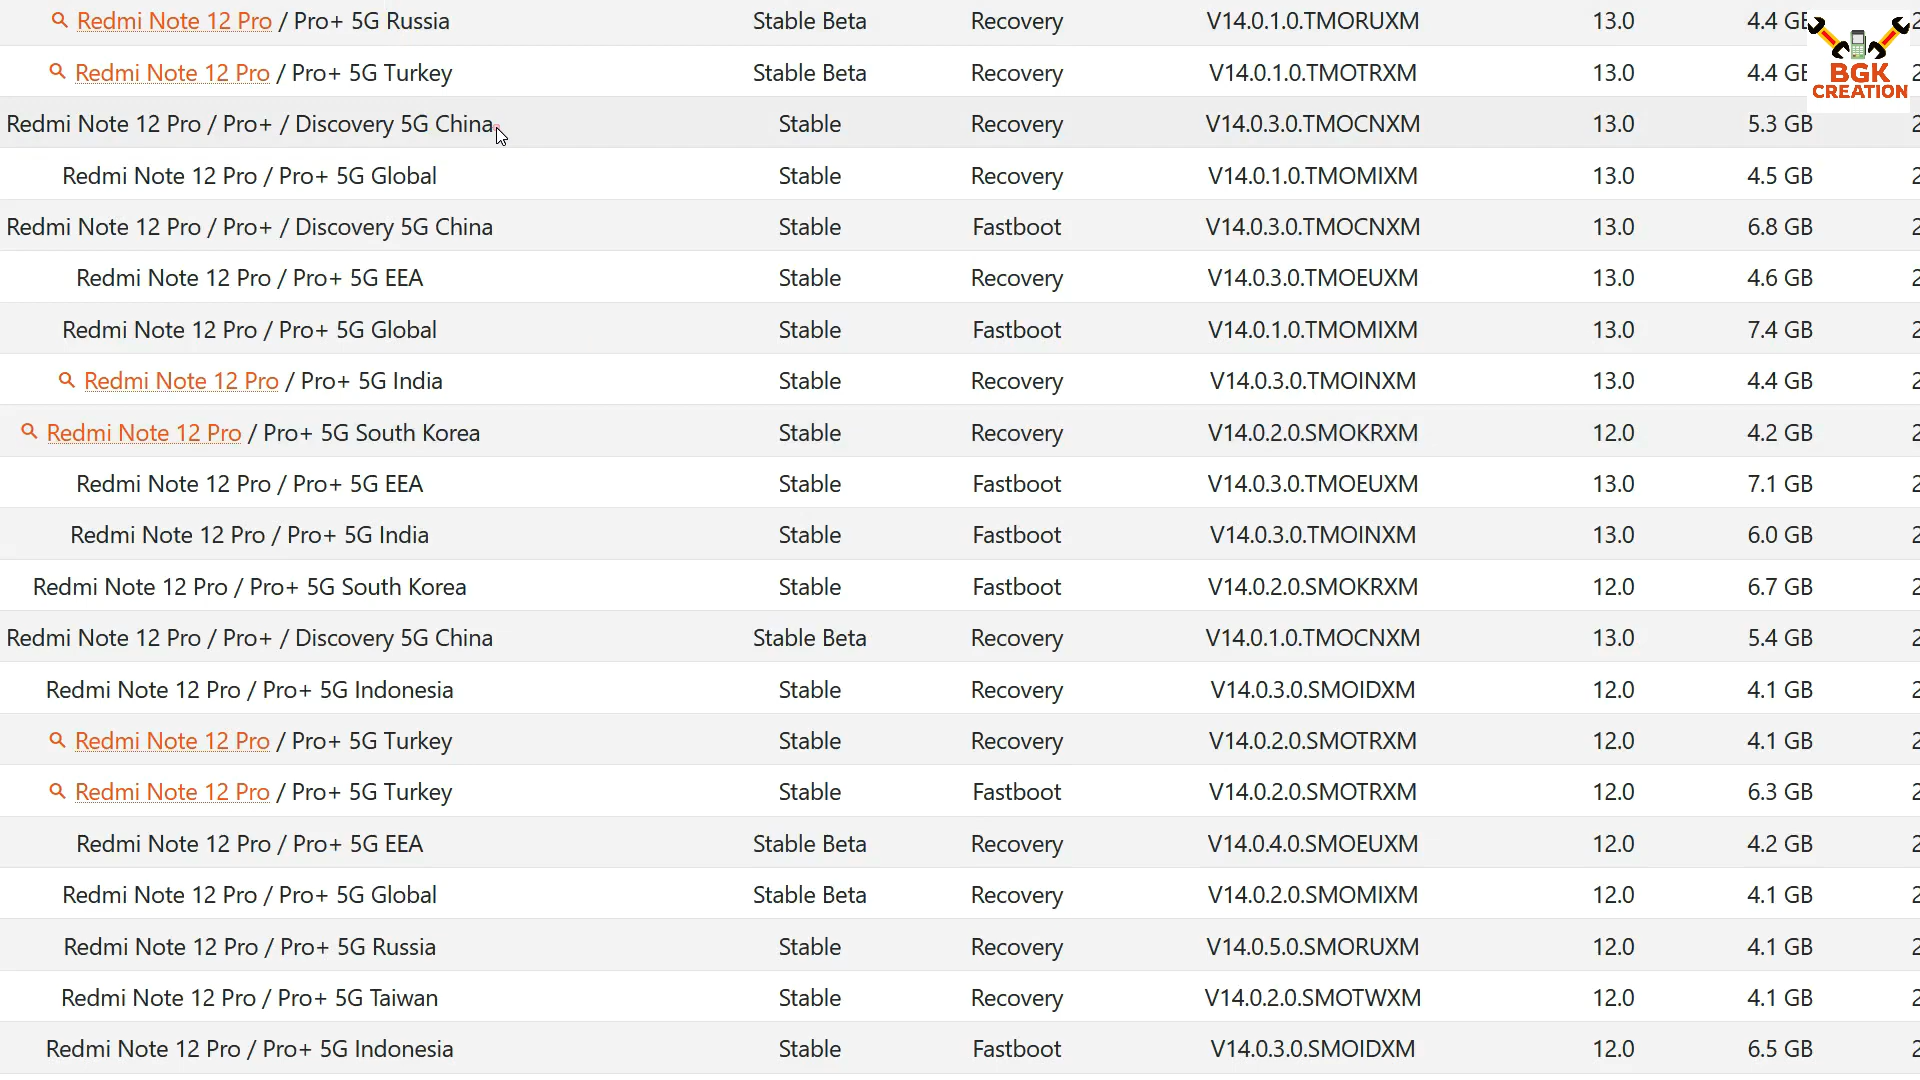 Redmi Note 12 Pro / Pro+ 5G Russia Stable Beta Recovery V14.0.1.0.TMORUXM 13.0 4.4 GB
Redmi Note 12 Pro / Pro+ 5G Turkey Stable Beta Recovery V14.0.1.0.TMOTRXM 13.0 4.4 GB
BGK
CREATION
Redmi Note 12 Pro / Pro+ / Discovery 5G China Stable Recovery V14.0.3.0.TMOCNXM 13.0 5.3 GB
Redmi Note 12 Pro / Pro+ 5G Global Stable Recovery V14.0.1.0.TMOMIXM 13.0 4.5 GB
Redmi Note 12 Pro / Pro+ / Discovery 5G China Stable Fastboot V14.0.3.0.TMOCNXM 13.0 6.8 GB
Redmi Note 12 Pro / Pro+ 5G EEA Stable Recovery V14.0.3.0.TMOEUXM 13.0 4.6 GB
Redmi Note 12 Pro / Pro+ 5G Global Stable Fastboot V14.0.1.0.TMOMIXM 13.0 7.4 GB
Redmi Note 12 Pro / Pro+ 5G India Stable Recovery V14.0.3.0.TMOINXM 13.0 4.4 GB
Redmi Note 12 Pro / Pro+ 5G South Korea Stable Recovery V14.0.2.0.SMOKRXM 12.0 4.2 GB
Redmi Note 12 Pro / Pro+ 5G EEA Stable Fastboot V14.0.3.0.TMOEUXM 13.0 7.1 GB
Redmi Note 12 Pro / Pro+ 5G India Stable Fastboot V14.0.3.0.TMOINXM 13.0 6.0 GB
Redmi Note 12 Pro / Pro+ 5G South Korea Stable Fastboot V14.0.2.0.SMOKRXM 12.0 6.7 GB
Redmi Note 12 Pro / Pro+ / Discovery 5G China Stable Beta Recovery V14.0.1.0.TMOCNXM 13.0 5.4 GB
Redmi Note 12 Pro / Pro+ 5G Indonesia Stable Recovery V14.0.3.0.SMOIDXM 12.0 4.1 GB
Redmi Note 12 Pro / Pro+ 5G Turkey Stable Recovery V14.0.2.0.SMOTRXM 12.0 4.1 GB
Redmi Note 12 Pro / Pro+ 5G Turkey Stable Fastboot V14.0.2.0.SMOTRXM 12.0 6.3 GB
Redmi Note 12 Pro / Pro+ 5G EEA Stable Beta Recovery V14.0.4.0.SMOEUXM 12.0 4.2 GB
Redmi Note 12 Pro / Pro+ 5G Global Stable Beta Recovery V14.0.2.0.SMOMIXM 12.0 4.1 GB
Redmi Note 12 Pro / Pro+ 5G Russia Stable Recovery V14.0.5.0.SMORUXM 12.0 4.1 GB
Redmi Note 12 Pro / Pro+ 5G Taiwan Stable Recovery V14.0.2.0.SMOTWXM 12.0 4.1 GB
Redmi Note 12 Pro / Pro+ 5G Indonesia Stable Fastboot V14.0.3.0.SMOIDXM 12.0 6.5 GB